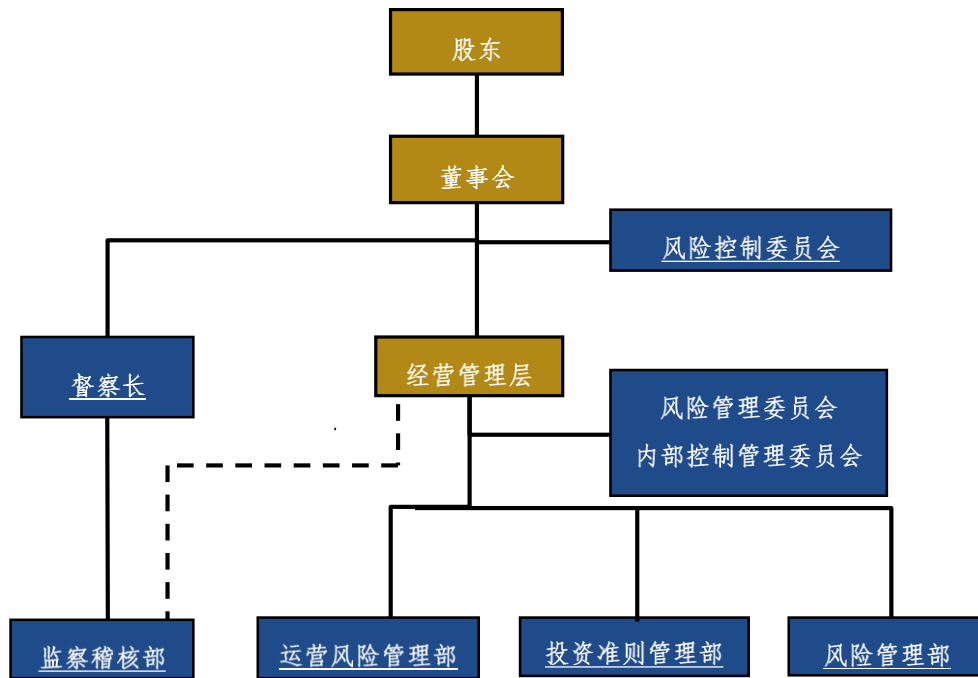 股东
董事会
风险控制委员会
督察长
经营管理层
风险管理委员会
内部控制管理委员会
监察稽核部
运营风险管理部
投资准则管理部
风险管理部